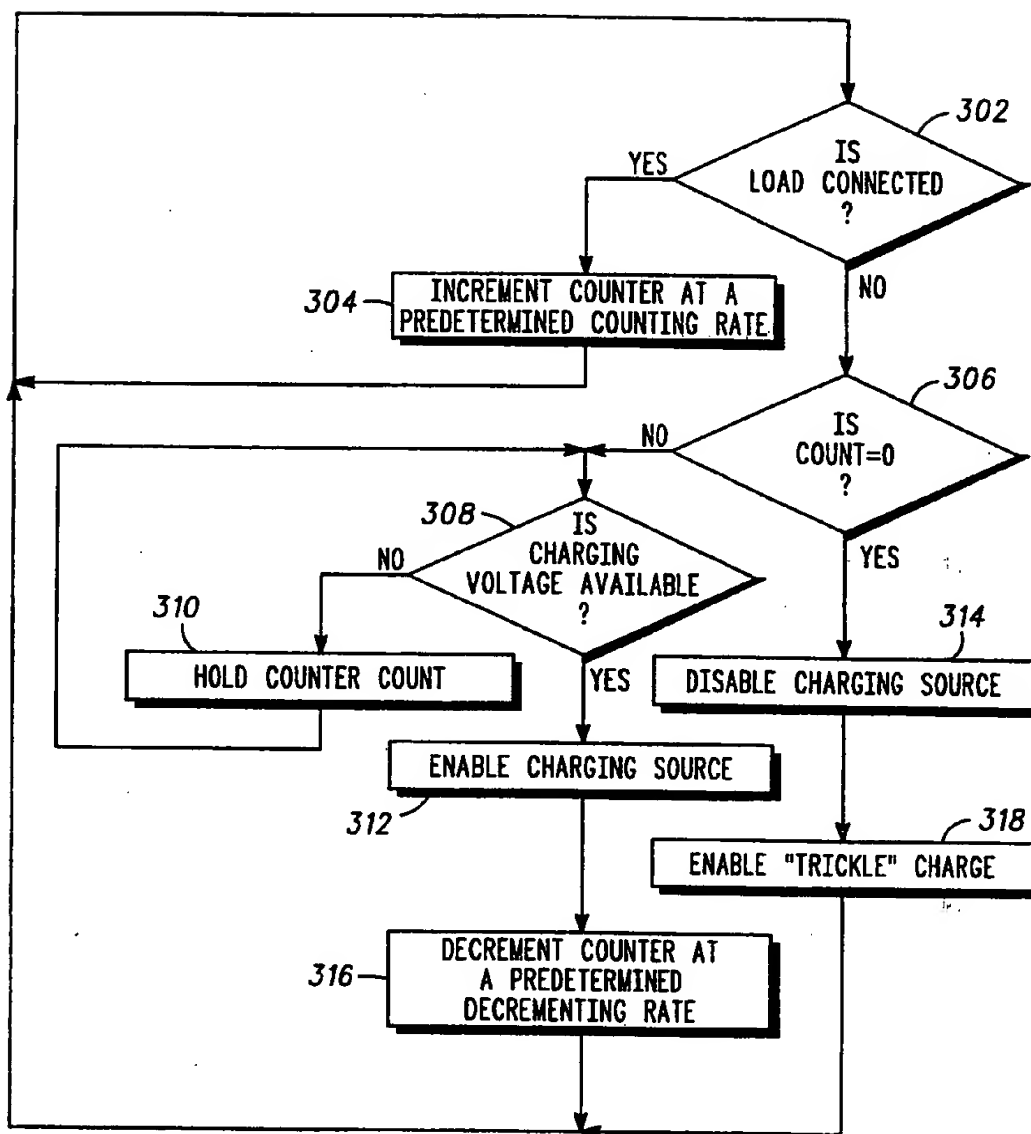 302
IS
LOAD CONNECTED
?
YES
NO
304
INCREMENT COUNTER AT A
PREDETERMINED COUNTING RATE
306
IS
COUNT=0
?
NO
YES
308
IS
CHARGING
VOLTAGE AVAILABLE
?
NO
YES
310
HOLD COUNTER COUNT
314
DISABLE CHARGING SOURCE
ENABLE CHARGING SOURCE
312
318
ENABLE "TRICKLE" CHARGE
316
DECREMENT COUNTER AT
A PREDETERMINED
DECREMENTING RATE